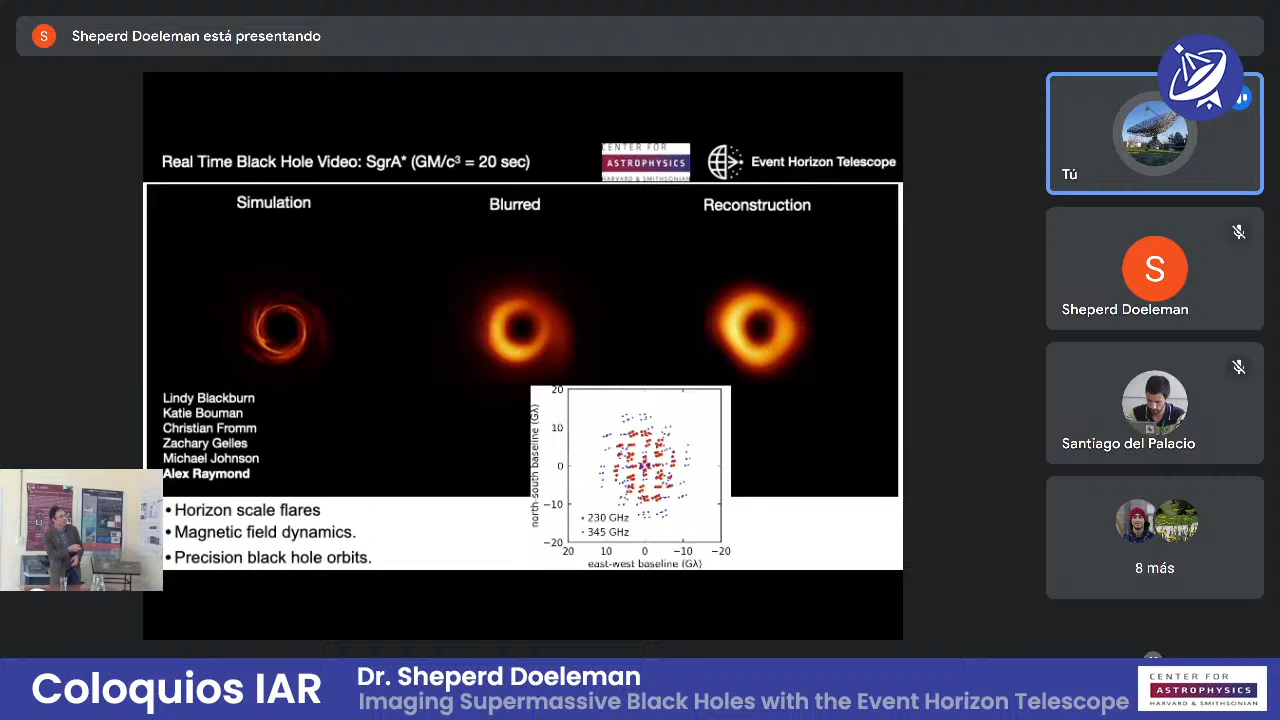 S
Sheperd Doeleman está presentando
Real Time Black Hole Video: SgrA* (GM/c³ = 20 sec)
CENTER FOR
ASTROPHYSICS
HARVARD & SMITHSONIAN
Event Horizon Telescope
Simulation
Blurred
Reconstruction
Lindy Blackburn
Katie Bouman
Christian Fromm
Zachary Gelles
Michael Johnson
Alex Raymond
• Horizon scale flares
• Magnetic field dynamics.
• Precision black hole orbits.
20
10
0
−10
−20
north-south baseline (Gλ)
• 230 GHz
• 345 GHz
20 10 0 −10 −20
east-west baseline (Gλ)
Tú
S
Sheperd Doeleman
Santiago del Palacio
8 más
Coloquios IAR
Dr. Sheperd Doeleman
Imaging Supermassive Black Holes with the Event Horizon Telescope
CENTER FOR
ASTROPHYSICS
HARVARD & SMITHSONIAN